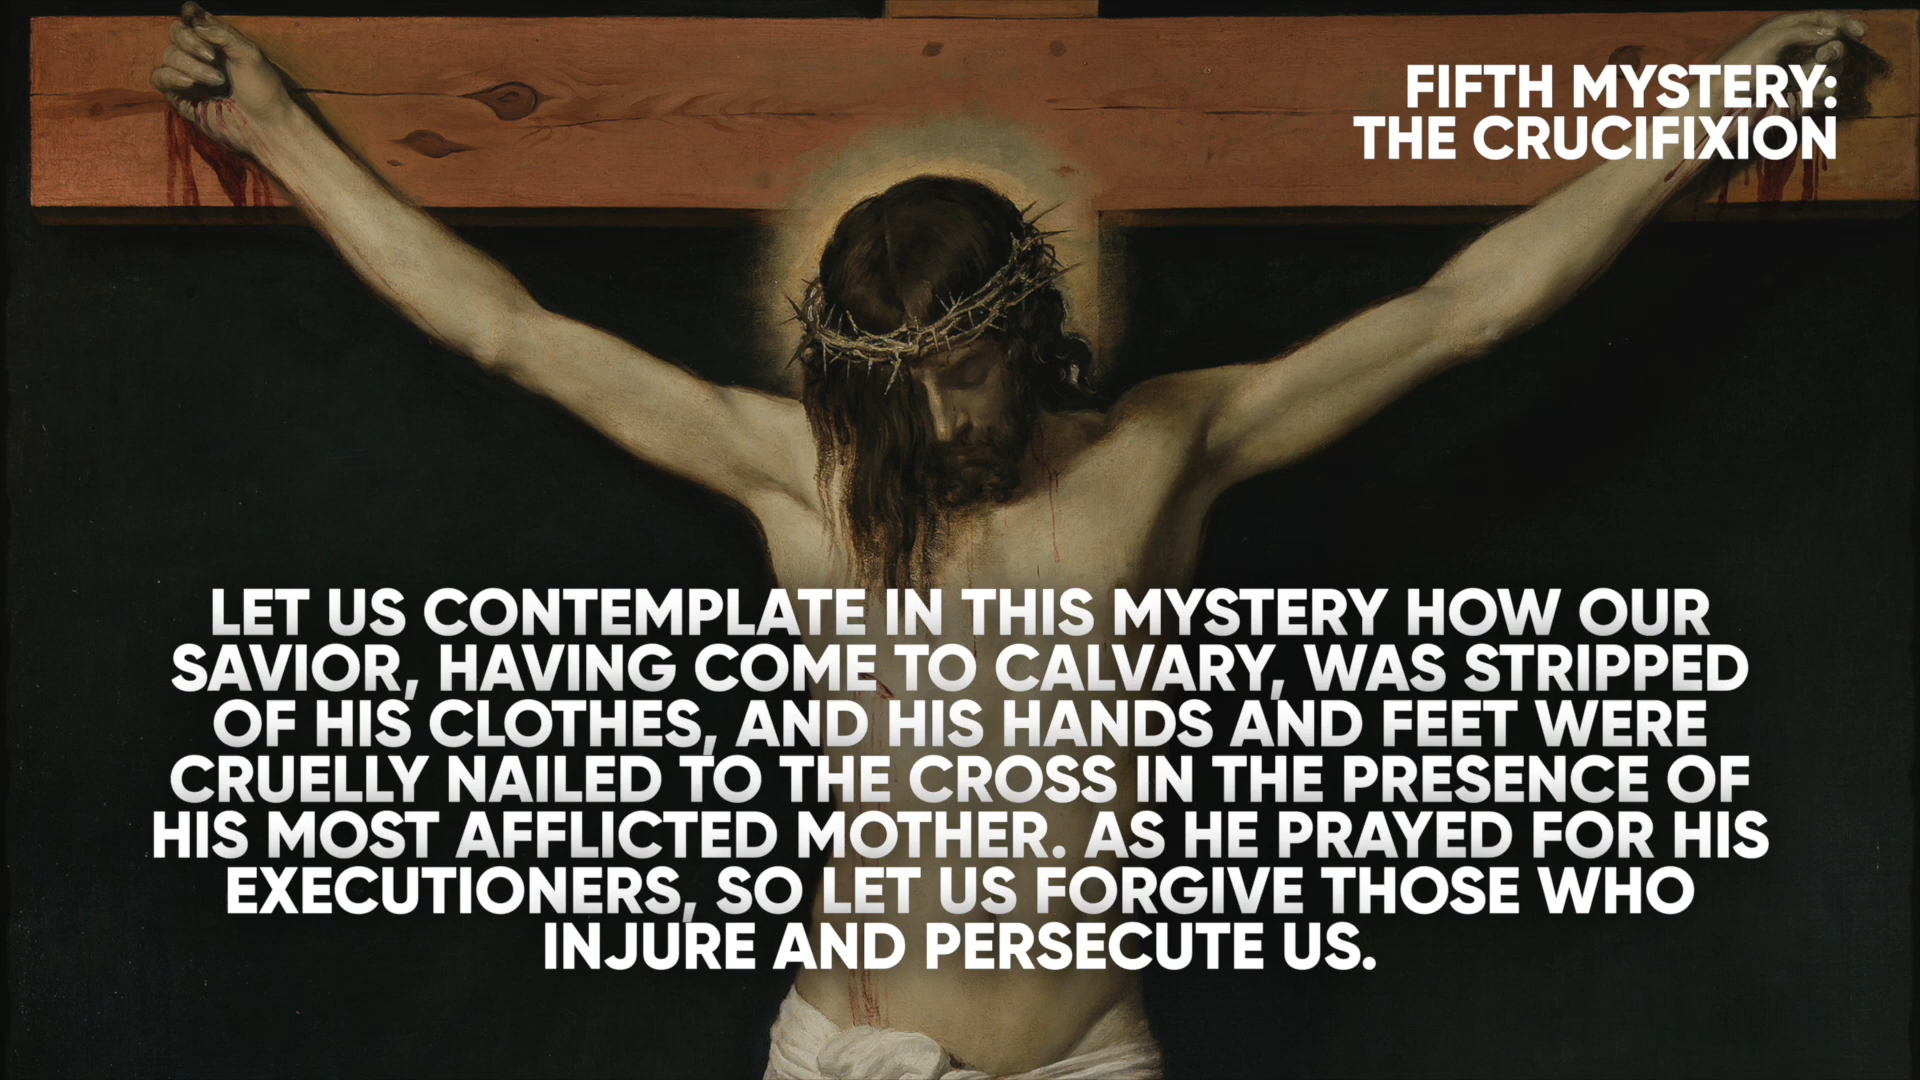 FIFTH MYSTERY:
THE CRUCIFIXION
LET US CONTEMPLATE IN THIS MYSTERY HOW OUR
SAVIOR, HAVING COME TO CALVARY, WAS STRIPPED
OF HIS CLOTHES, AND HIS HANDS AND FEET WERE
CRUELLY NAILED TO THE CROSS IN THE PRESENCE OF
HIS MOST AFFLICTED MOTHER. AS HE PRAYED FOR HIS
EXECUTIONERS, SO LET US FORGIVE THOSE WHO
INJURE AND PERSECUTE US.